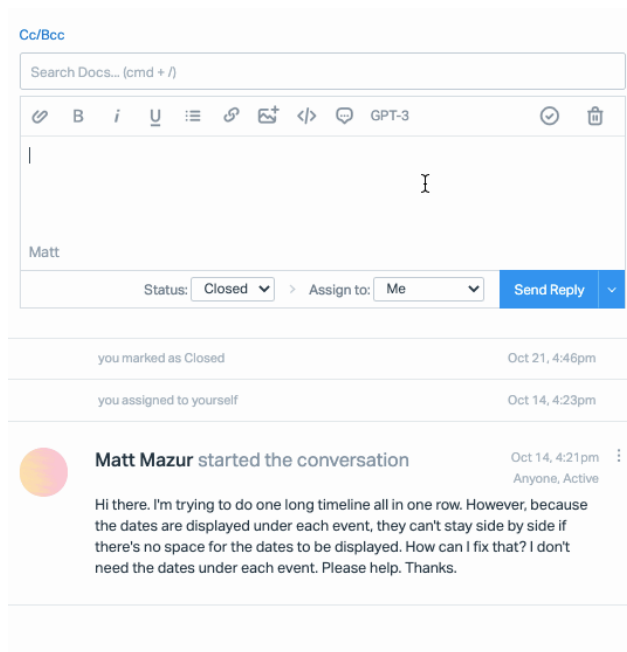 Cc/Bcc
Search Docs... (cmd + /)
B i U </> GPT-3
Matt
Status: Closed > Assign to: Me Send Reply
you marked as Closed Oct 21, 4:46pm
you assigned to yourself Oct 14, 4:23pm
Matt Mazur started the conversation Oct 14, 4:21pm
Anyone, Active
Hi there. I'm trying to do one long timeline all in one row. However, because
the dates are displayed under each event, they can't stay side by side if
there's no space for the dates to be displayed. How can I fix that? I don't
need the dates under each event. Please help. Thanks.